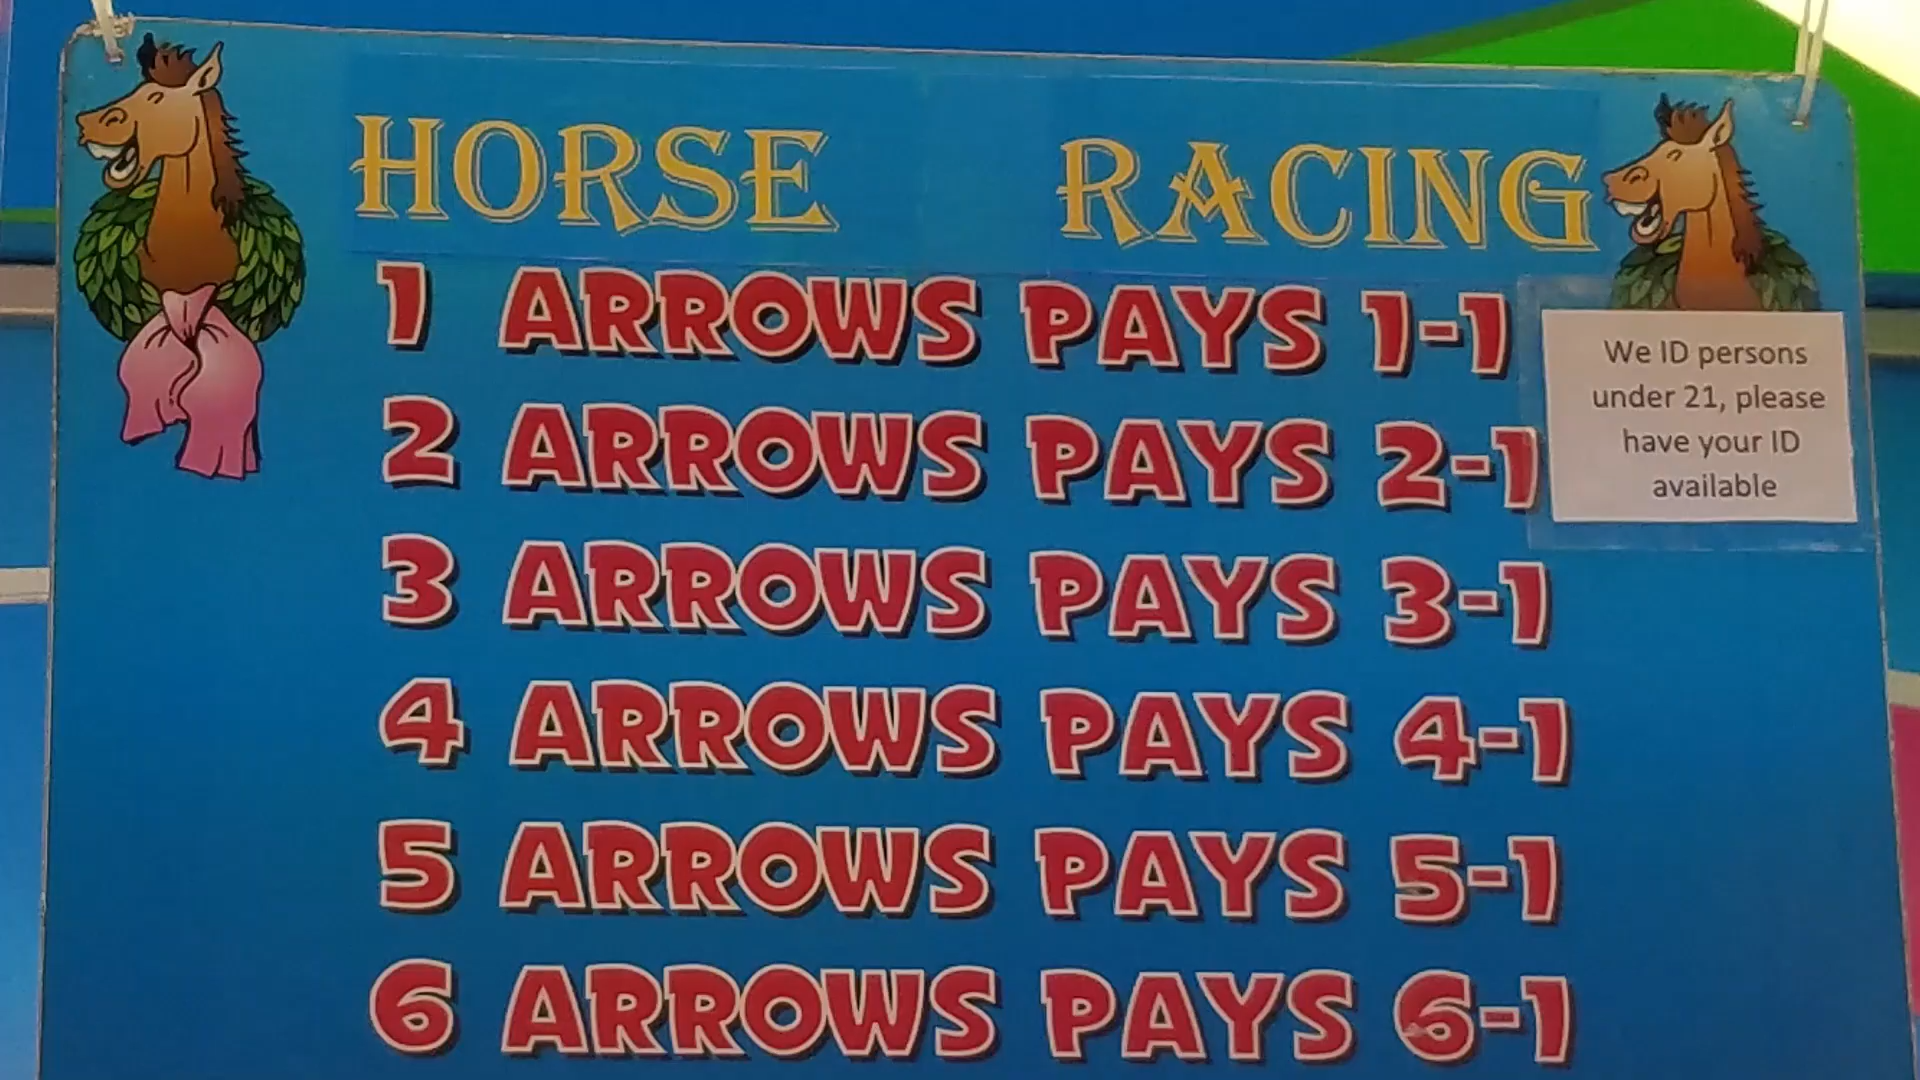 HORSE RACING
1 ARROWS PAYS 1-1
2 ARROWS PAYS 2-1
3 ARROWS PAYS 3-1
4 ARROWS PAYS 4-1
5 ARROWS PAYS 5-1
6 ARROWS PAYS 6-1
We ID persons
under 21, please
have your ID
available